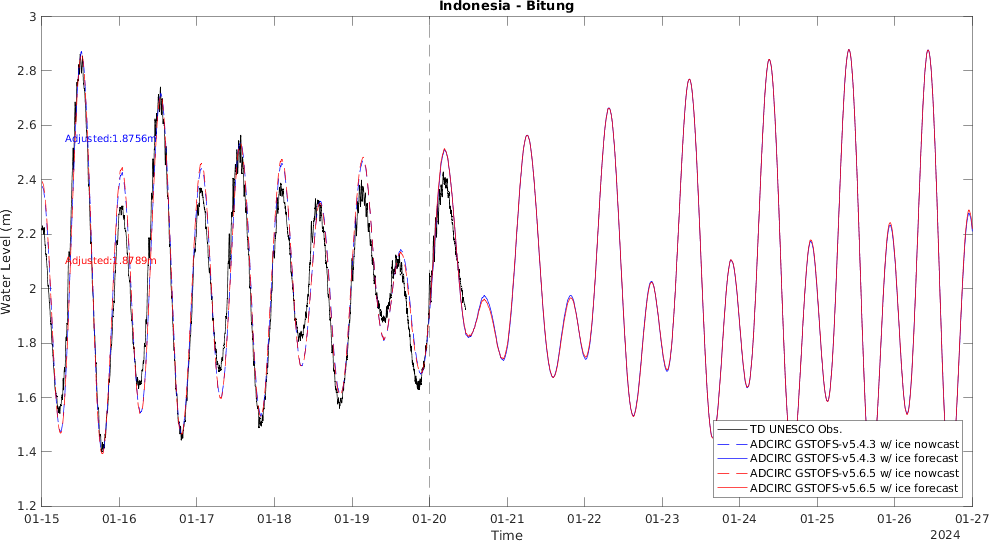 Indonesia - Bitung
Water Level (m)
3
2.8
2.6
2.4
2.2
2
1.8
1.6
1.4
1.2
Adjusted:1.8756m
Adjusted:1.8789m
TD UNESCO Obs.
ADCIRC GSTOFS-v5.4.3 w/ ice nowcast
ADCIRC GSTOFS-v5.4.3 w/ ice forecast
ADCIRC GSTOFS-v5.6.5 w/ ice nowcast
ADCIRC GSTOFS-v5.6.5 w/ ice forecast
01-15 01-16 01-17 01-18 01-19 01-20 01-21 01-22 01-23 01-24 01-25 01-26 01-27
Time
2024